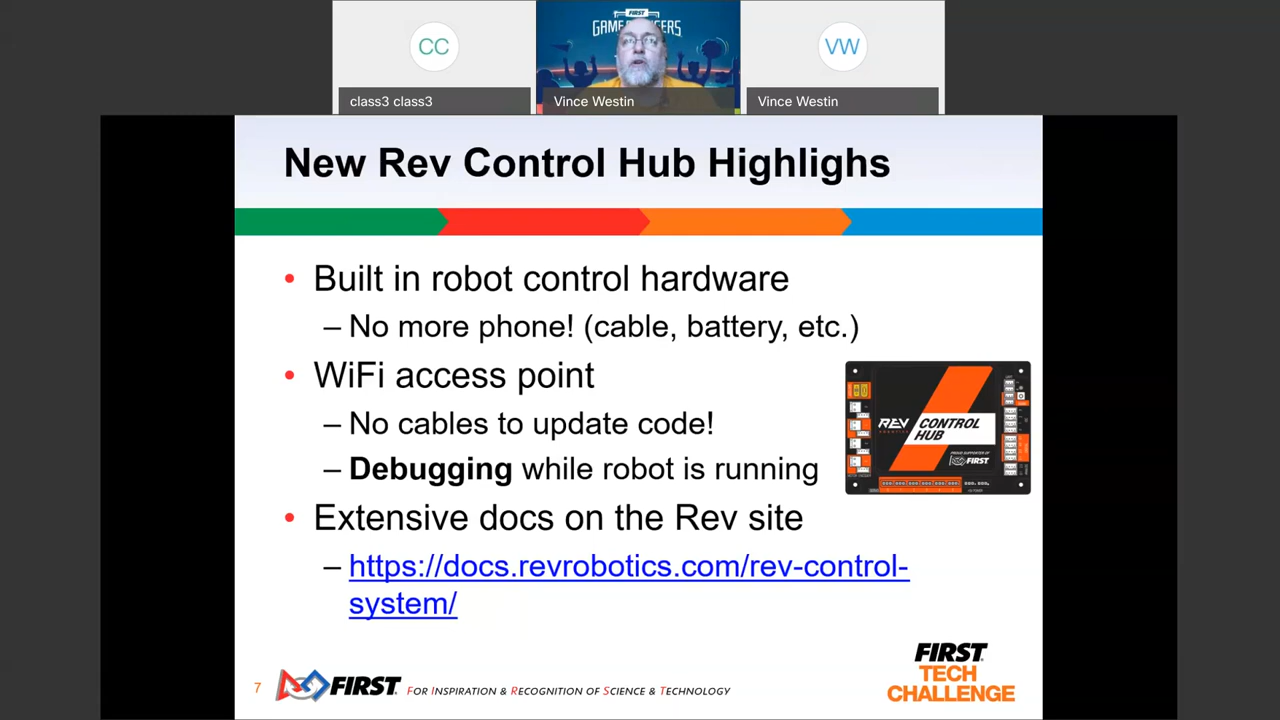 CC
VW
FIRST
class3 class3
Vince Westin
Vince Westin
New Rev Control Hub Highlighs
• Built in robot control hardware
– No more phone! (cable, battery, etc.)
• WiFi access point
– No cables to update code!
– Debugging while robot is running
• Extensive docs on the Rev site
– https://docs.revrobotics.com/rev-control-
system/
REV
CONTROL
HUB
FIRST
7
FIRST
FOR INSPIRATION & RECOGNITION OF SCIENCE & TECHNOLOGY
FIRST
TECH
CHALLENGE